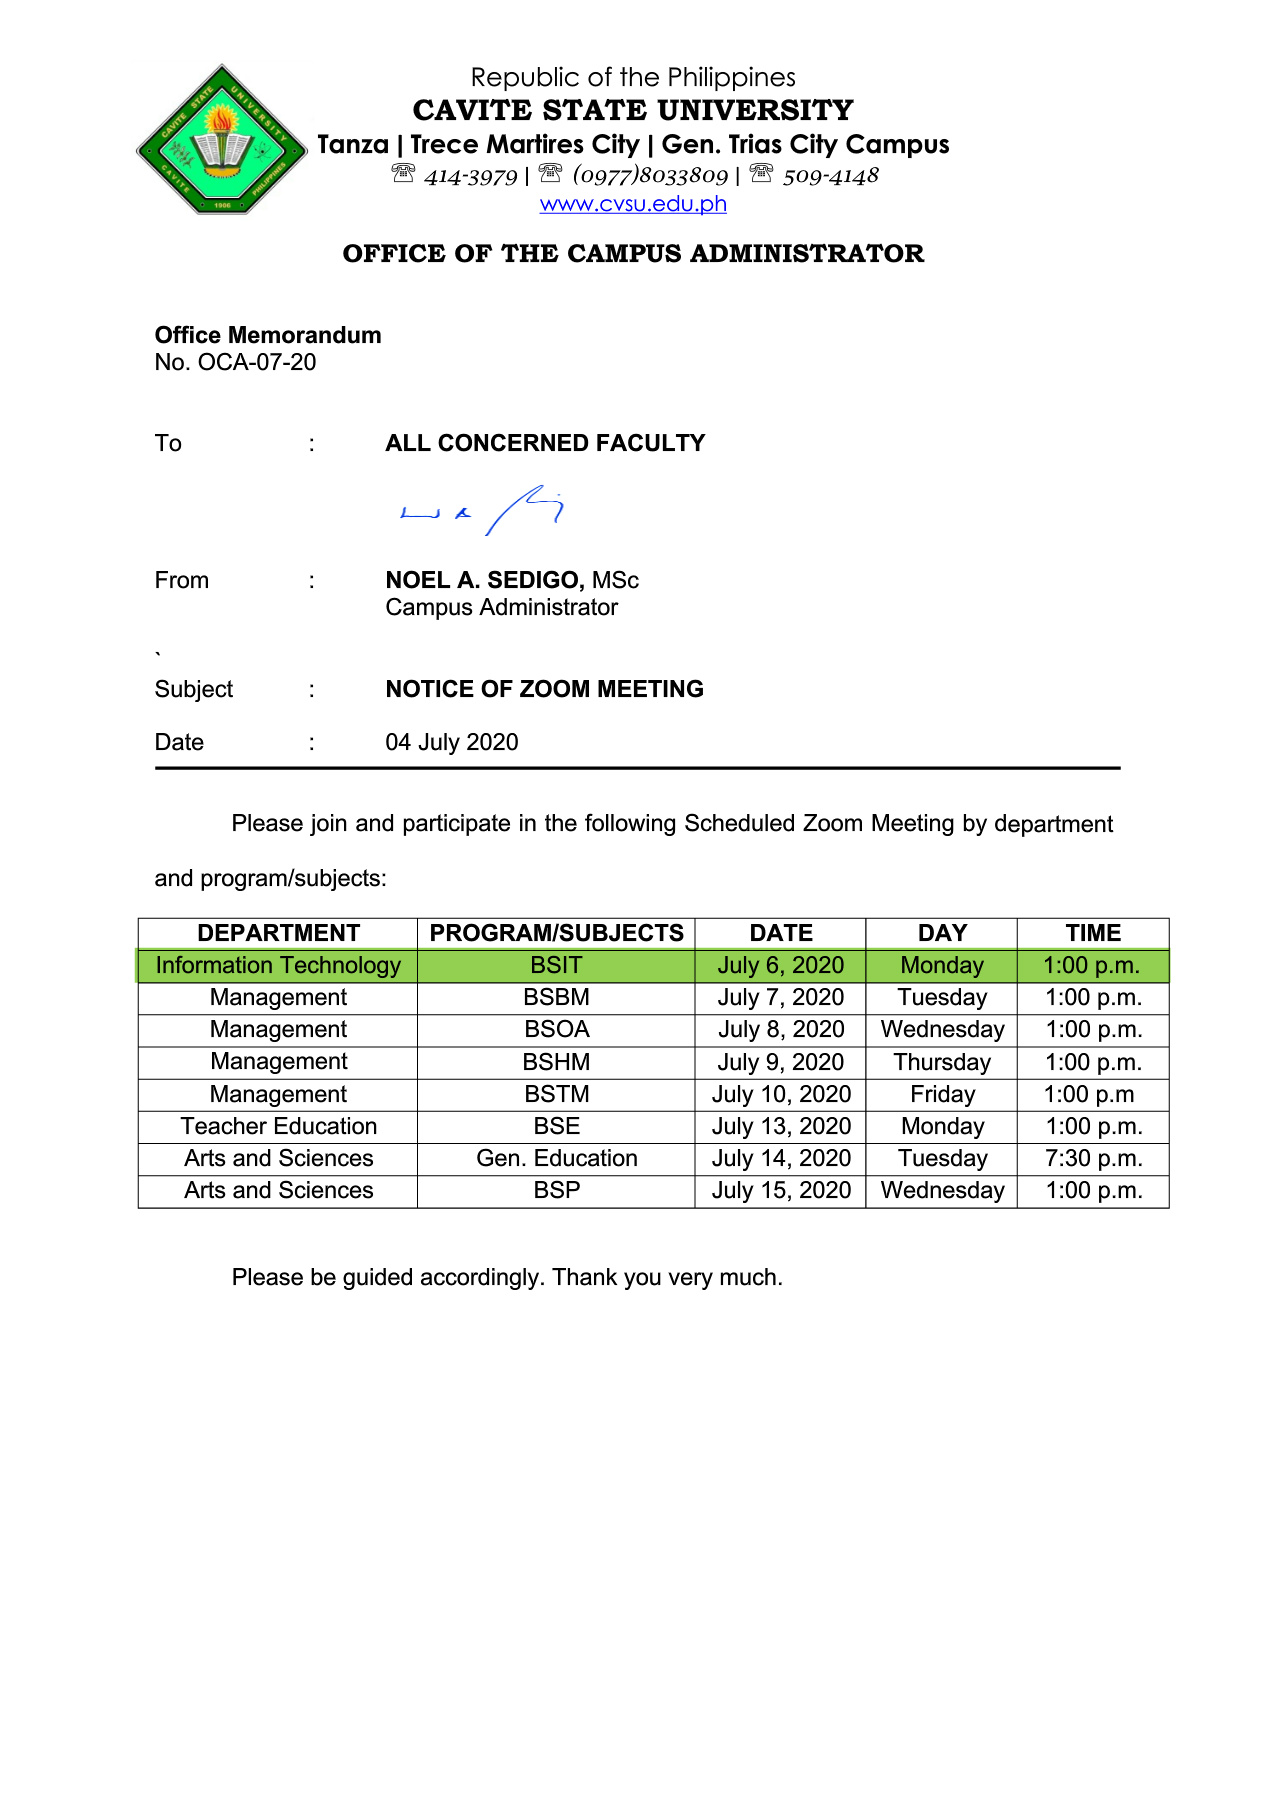 Republic of the Philippines
CAVITE STATE UNIVERSITY
Tanza | Trece Martires City | Gen. Trias City Campus
☏ 414-3979 | ☏ (0977)8033809 | ☏ 509-4148
www.cvsu.edu.ph
CAVITE STATE UNIVERSITY
CAVITE PHILIPPINES
1906
OFFICE OF THE CAMPUS ADMINISTRATOR
Office Memorandum
No. OCA-07-20
To : ALL CONCERNED FACULTY
From : NOEL A. SEDIGO, MSc
Campus Administrator
`
Subject : NOTICE OF ZOOM MEETING
Date : 04 July 2020
Please join and participate in the following Scheduled Zoom Meeting by department
and program/subjects:
DEPARTMENT PROGRAM/SUBJECTS DATE DAY TIME
Information Technology BSIT July 6, 2020 Monday 1:00 p.m.
Management BSBM July 7, 2020 Tuesday 1:00 p.m.
Management BSOA July 8, 2020 Wednesday 1:00 p.m.
Management BSHM July 9, 2020 Thursday 1:00 p.m.
Management BSTM July 10, 2020 Friday 1:00 p.m
Teacher Education BSE July 13, 2020 Monday 1:00 p.m.
Arts and Sciences Gen. Education July 14, 2020 Tuesday 7:30 p.m.
Arts and Sciences BSP July 15, 2020 Wednesday 1:00 p.m.
Please be guided accordingly. Thank you very much.